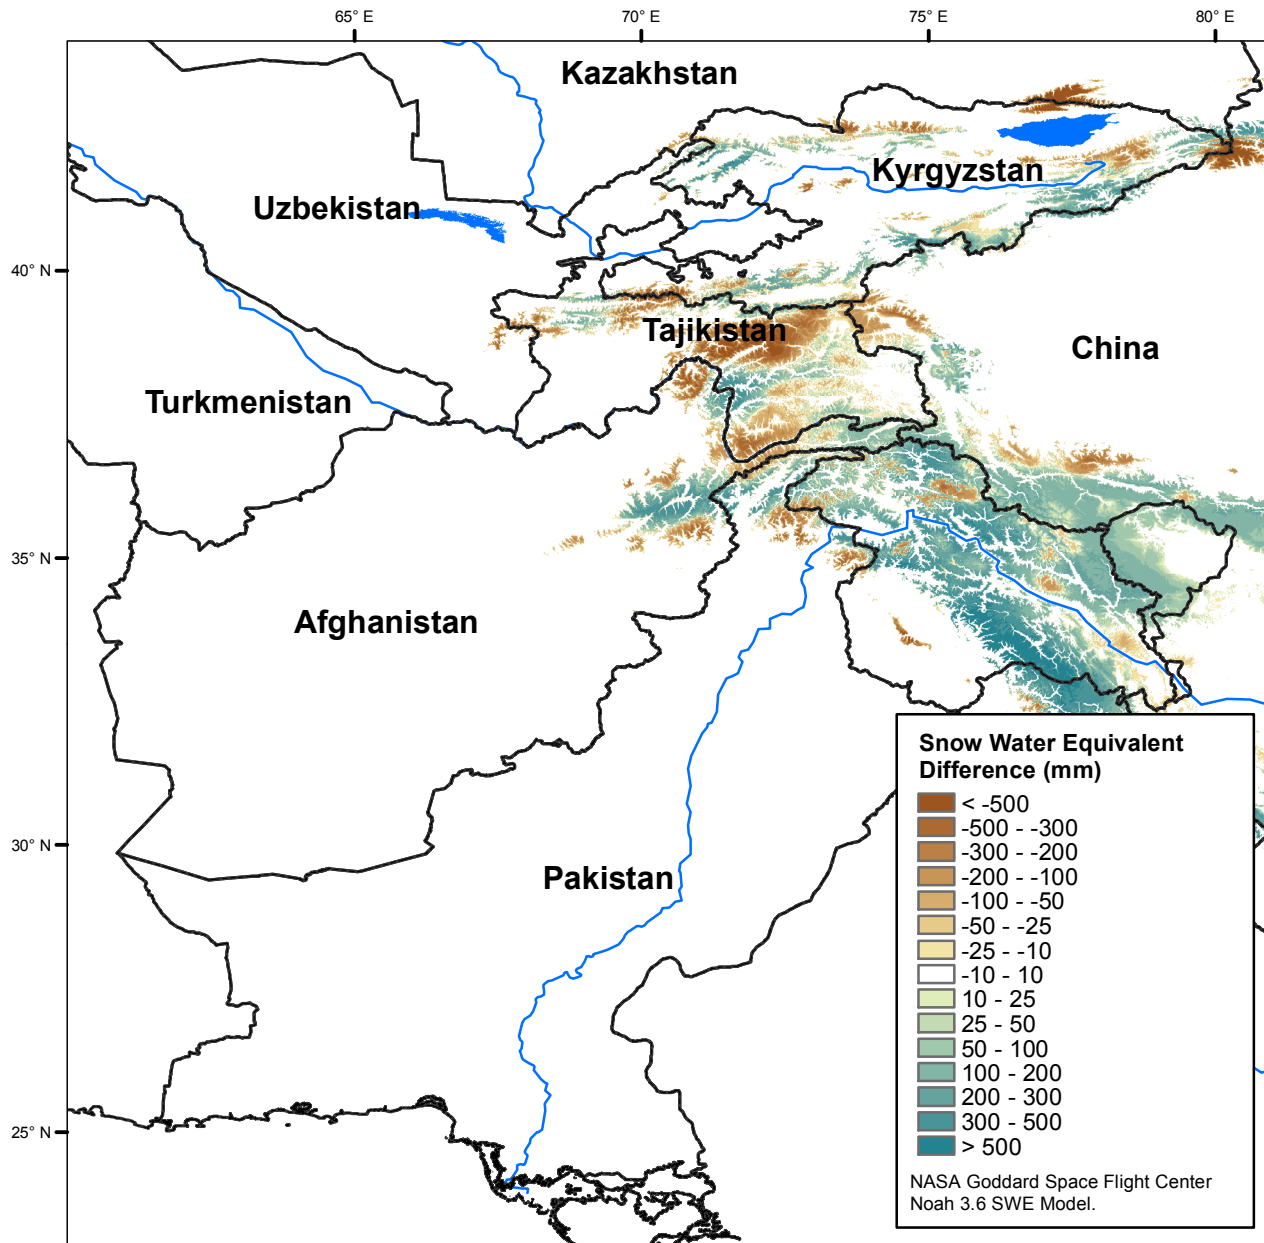 65° E
70° E
75° E
80° E
Kazakhstan
Kyrgyzstan
Uzbekistan
40° N
Tajikistan
China
Turkmenistan
35° N
Afghanistan
Snow Water Equivalent
Difference (mm)
< -500
-500 - -300
-300 - -200
-200 - -100
-100 - -50
-50 - -25
-25 - -10
-10 - 10
10 - 25
25 - 50
50 - 100
100 - 200
200 - 300
300 - 500
> 500
NASA Goddard Space Flight Center
Noah 3.6 SWE Model.
30° N
Pakistan
25° N